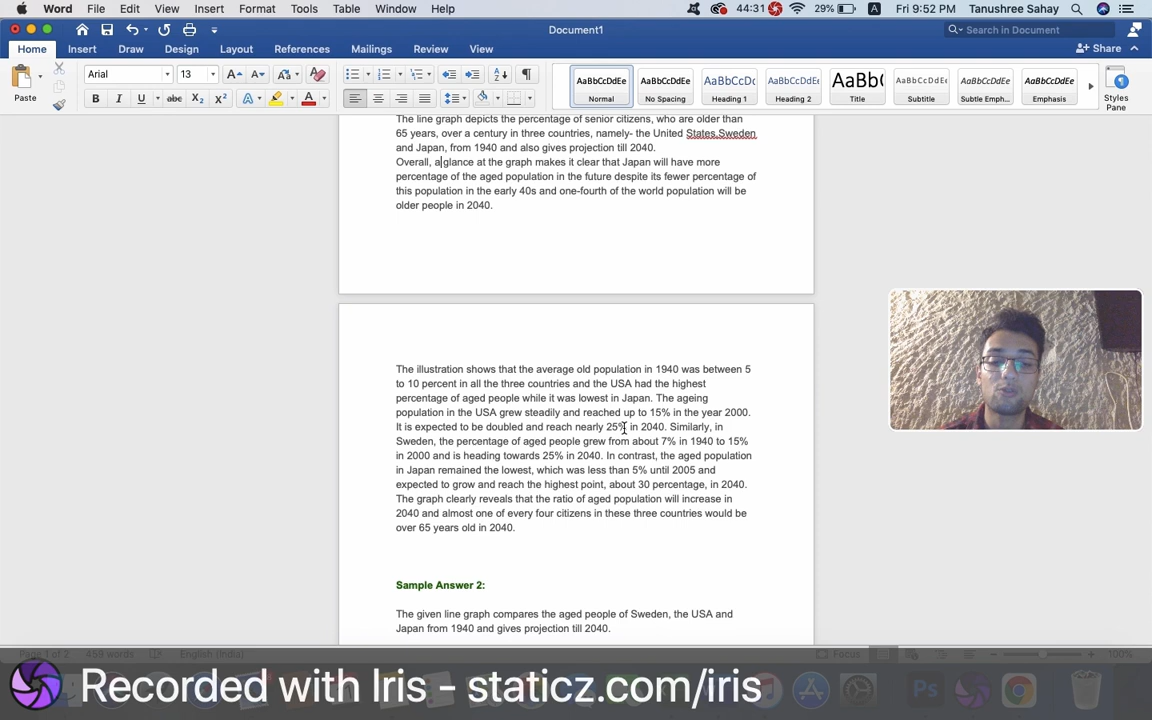 Word File Edit View Insert Format Tools Table Window Help 44:31 29% A Fri 9:52 PM Tanushree Sahay
Document1
Search in Document
Home Insert Draw Design Layout References Mailings Review View
Share
Paste
Arial 13
B I U abc X2 X2
AaBbCcDdEe AaBbCcDdEe AaBbCcDc AaBbCcDdEe AaBb( AaBbCcDdEe AaBbCcDdEe AaBbCcDdEe
Normal No Spacing Heading 1 Heading 2 Title Subtitle Subtle Emph... Emphasis
Styles
Pane
The line graph depicts the percentage of senior citizens, who are older than
65 years, over a century in three countries, namely- the United States,Sweden
and Japan, from 1940 and also gives projection till 2040.
Overall, a glance at the graph makes it clear that Japan will have more
percentage of the aged population in the future despite its fewer percentage of
this population in the early 40s and one-fourth of the world population will be
older people in 2040.
The illustration shows that the average old population in 1940 was between 5
to 10 percent in all the three countries and the USA had the highest
percentage of aged people while it was lowest in Japan. The ageing
population in the USA grew steadily and reached up to 15% in the year 2000.
It is expected to be doubled and reach nearly 25% in 2040. Similarly, in
Sweden, the percentage of aged people grew from about 7% in 1940 to 15%
in 2000 and is heading towards 25% in 2040. In contrast, the aged population
in Japan remained the lowest, which was less than 5% until 2005 and
expected to grow and reach the highest point, about 30 percentage, in 2040.
The graph clearly reveals that the ratio of aged population will increase in
2040 and almost one of every four citizens in these three countries would be
over 65 years old in 2040.
Sample Answer 2:
The given line graph compares the aged people of Sweden, the USA and
Japan from 1940 and gives projection till 2040.
Page 1 of 2 459 words English (India) Focus 100%
Recorded with Iris - staticz.com/iris